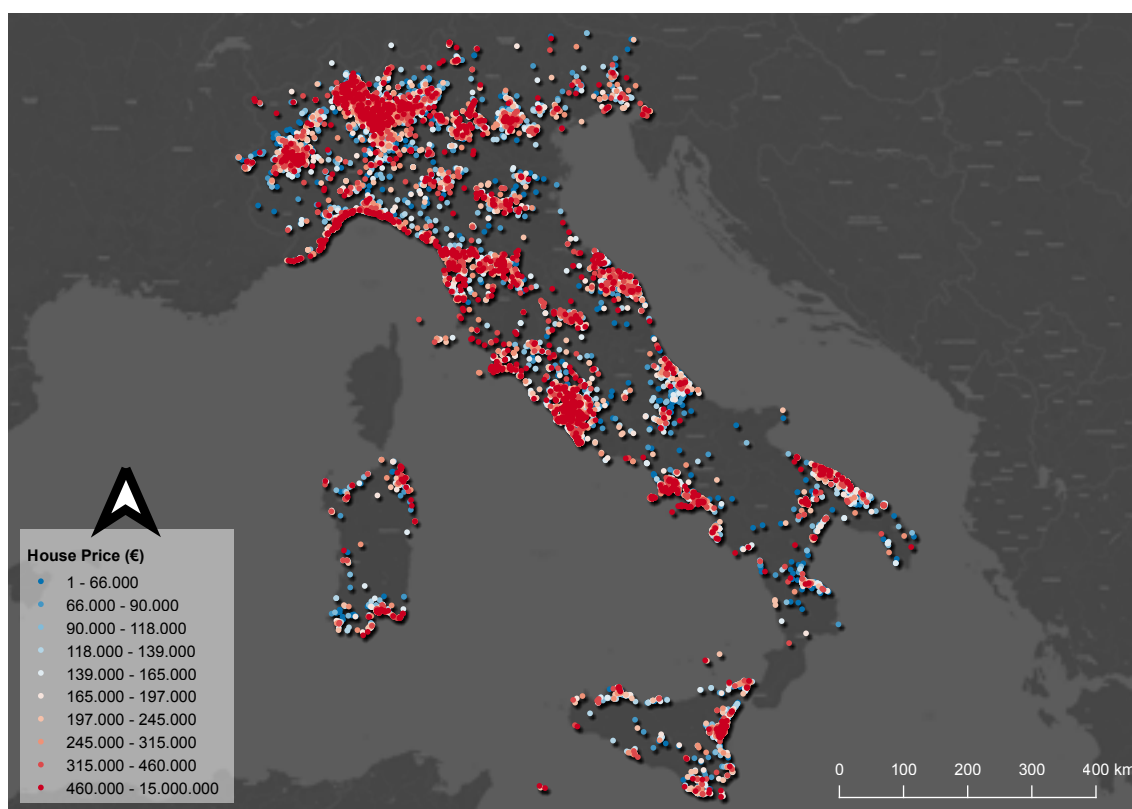 House Price (€)
1 - 66.000
66.000 - 90.000
90.000 - 118.000
118.000 - 139.000
139.000 - 165.000
165.000 - 197.000
197.000 - 245.000
245.000 - 315.000
315.000 - 460.000
460.000 - 15.000.000
0 100 200 300 400 km